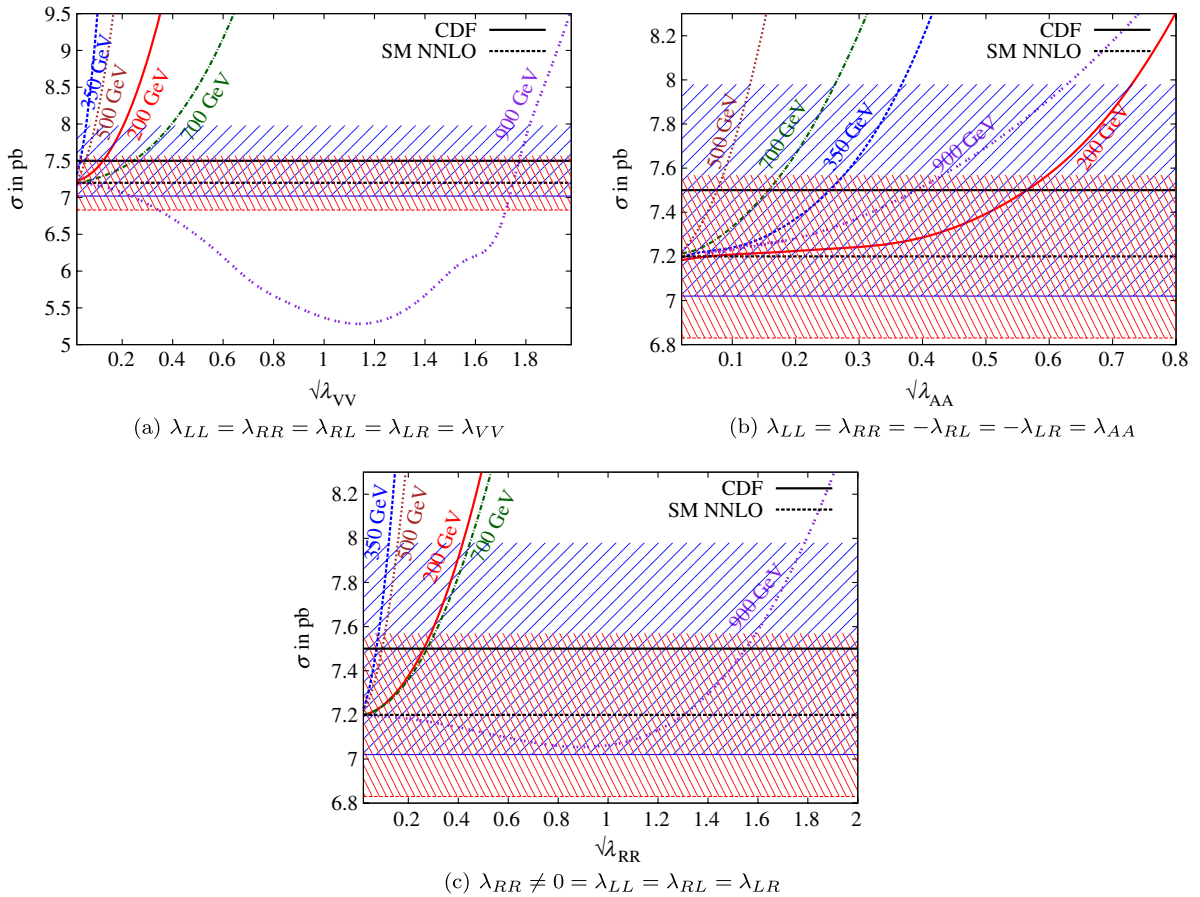 9.5
9
8.5
8
7.5
7
6.5
6
5.5
5
σ in pb
350 GeV
500 GeV
200 GeV
700 GeV
900 GeV
CDF
SM NNLO
0.2 0.4 0.6 0.8 1 1.2 1.4 1.6 1.8
√λVV
(a) λLL = λRR = λRL = λLR = λVV
8.2
8
7.8
7.6
7.4
7.2
7
6.8
σ in pb
500 GeV
700 GeV
350 GeV
900 GeV
200 GeV
CDF
SM NNLO
0.1 0.2 0.3 0.4 0.5 0.6 0.7 0.8
√λAA
(b) λLL = λRR = −λRL = −λLR = λAA
8.2
8
7.8
7.6
7.4
7.2
7
6.8
σ in pb
350 GeV
500 GeV
200 GeV
700 GeV
900 GeV
CDF
SM NNLO
0.2 0.4 0.6 0.8 1 1.2 1.4 1.6 1.8 2
√λRR
(c) λRR ≠ 0 = λLL = λRL = λLR